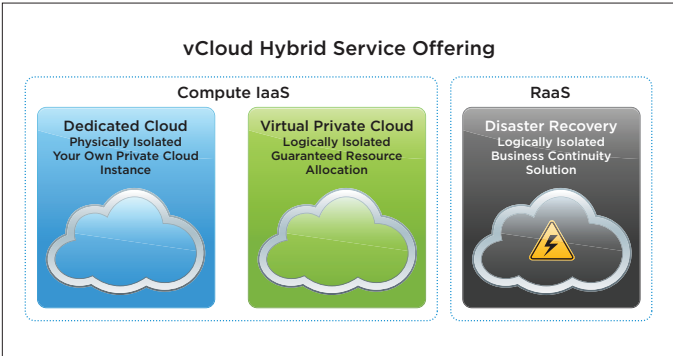 vCloud Hybrid Service Offering
Compute IaaS
Dedicated Cloud
Physically Isolated
Your Own Private Cloud
Instance
Virtual Private Cloud
Logically Isolated
Guaranteed Resource
Allocation
RaaS
Disaster Recovery
Logically Isolated
Business Continuity
Solution